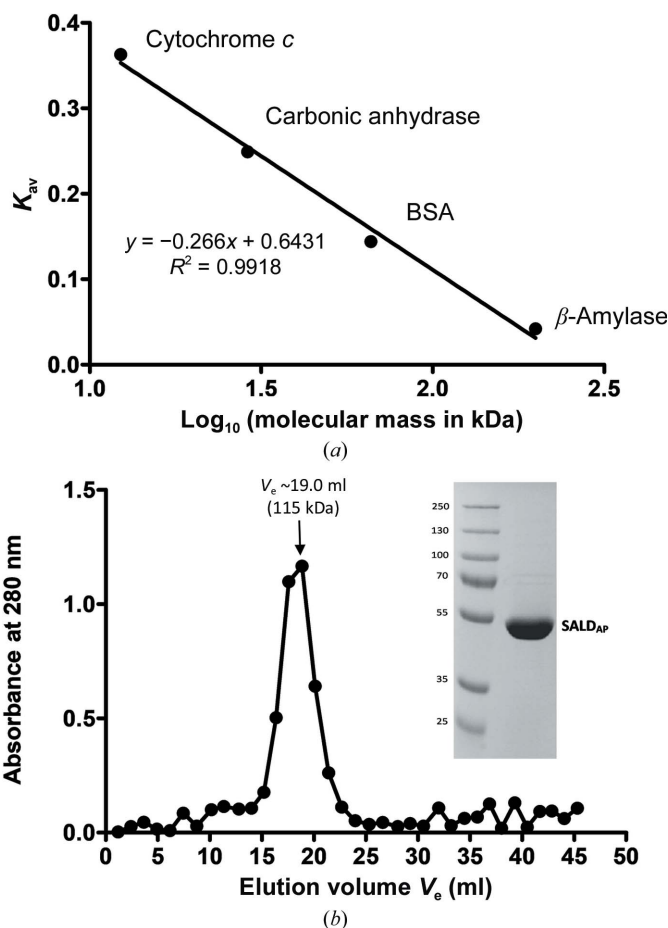 0.4
Cytochrome c
0.3
Carbonic anhydrase
Kav
0.2
BSA
y = −0.266x + 0.6431
R² = 0.9918
0.1
β-Amylase
0.0
1.0 1.5 2.0 2.5
Log₁₀ (molecular mass in kDa)
(a)
Vₑ ~19.0 ml
(115 kDa)
1.5
1.0
0.5
0.0
Absorbance at 280 nm
250
130
100
70
55
SALD_AP
35
25
0 5 10 15 20 25 30 35 40 45 50
Elution volume Vₑ (ml)
(b)